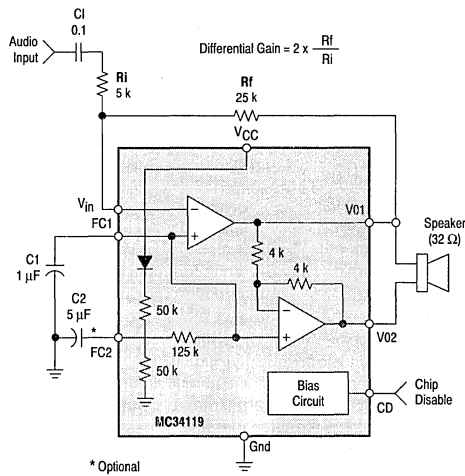 CI
0.1
Audio
Input
Differential Gain = 2 x Rf
Ri
Ri
5 k
Rf
25 k
VCC
Vin
FC1
V01
Speaker
(32 Ω)
4 k
4 k
C1
1 μF
C2
5 μF
*
FC2
50 k
125 k
50 k
V02
Bias
Circuit
CD
Chip
Disable
MC34119
Gnd
* Optional